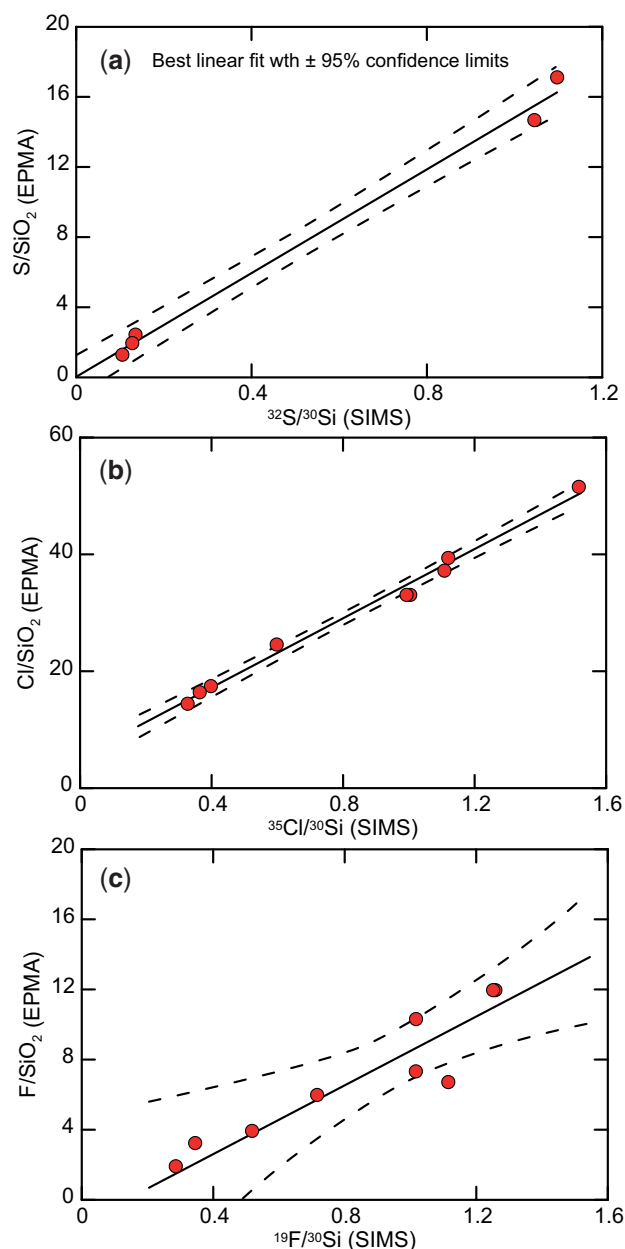 20
(a) Best linear fit wth ± 95% confidence limits
16
12
8
4
0
S/SiO₂ (EPMA)
0 0.4 0.8 1.2
³²S/³⁰Si (SIMS)
60
(b)
40
20
0
Cl/SiO₂ (EPMA)
0 0.4 0.8 1.2 1.6
³⁵Cl/³⁰Si (SIMS)
20
(c)
16
12
8
4
0
F/SiO₂ (EPMA)
0 0.4 0.8 1.2 1.6
¹⁹F/³⁰Si (SIMS)